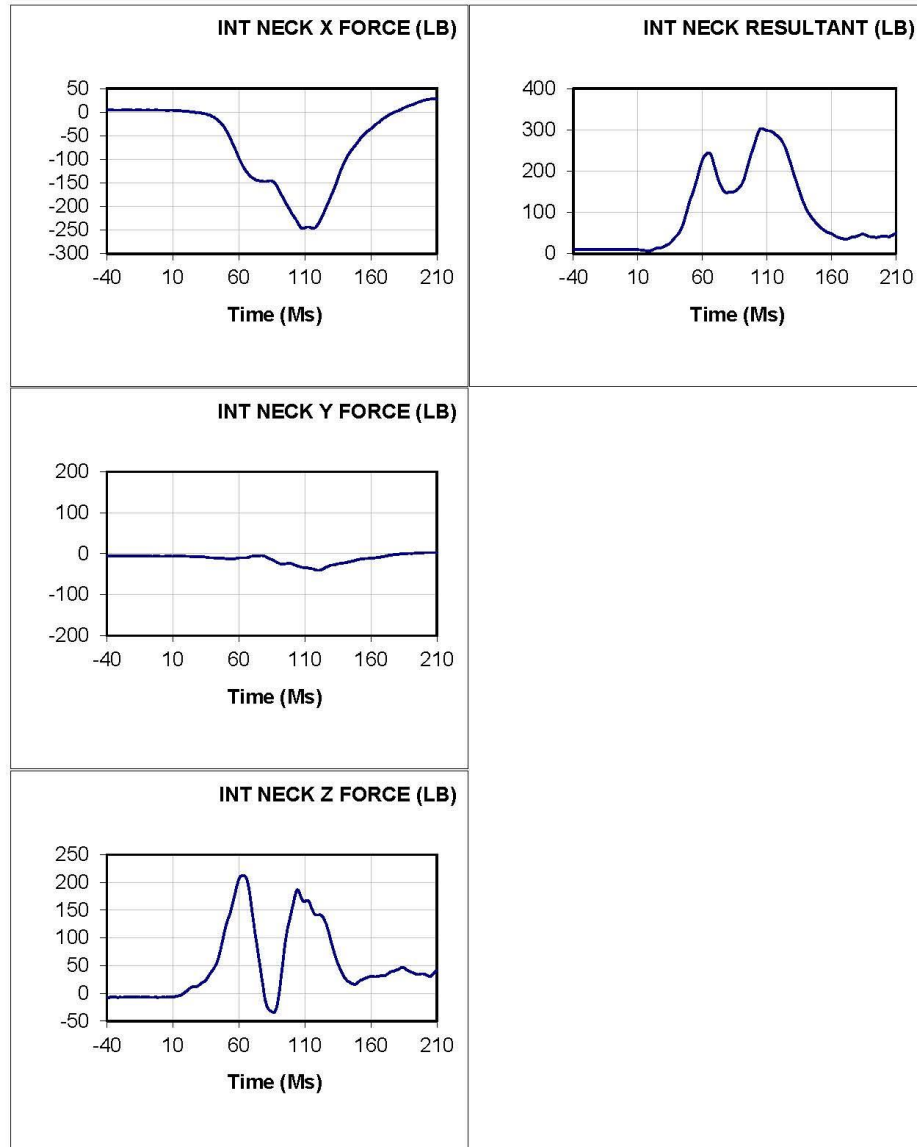 INT NECK X FORCE (LB)
50
0
-50
-100
-150
-200
-250
-300
-40 10 60 110 160 210
Time (Ms)
INT NECK RESULTANT (LB)
400
300
200
100
0
-40 10 60 110 160 210
Time (Ms)
INT NECK Y FORCE (LB)
200
100
0
-100
-200
-40 10 60 110 160 210
Time (Ms)
INT NECK Z FORCE (LB)
250
200
150
100
50
0
-50
-40 10 60 110 160 210
Time (Ms)